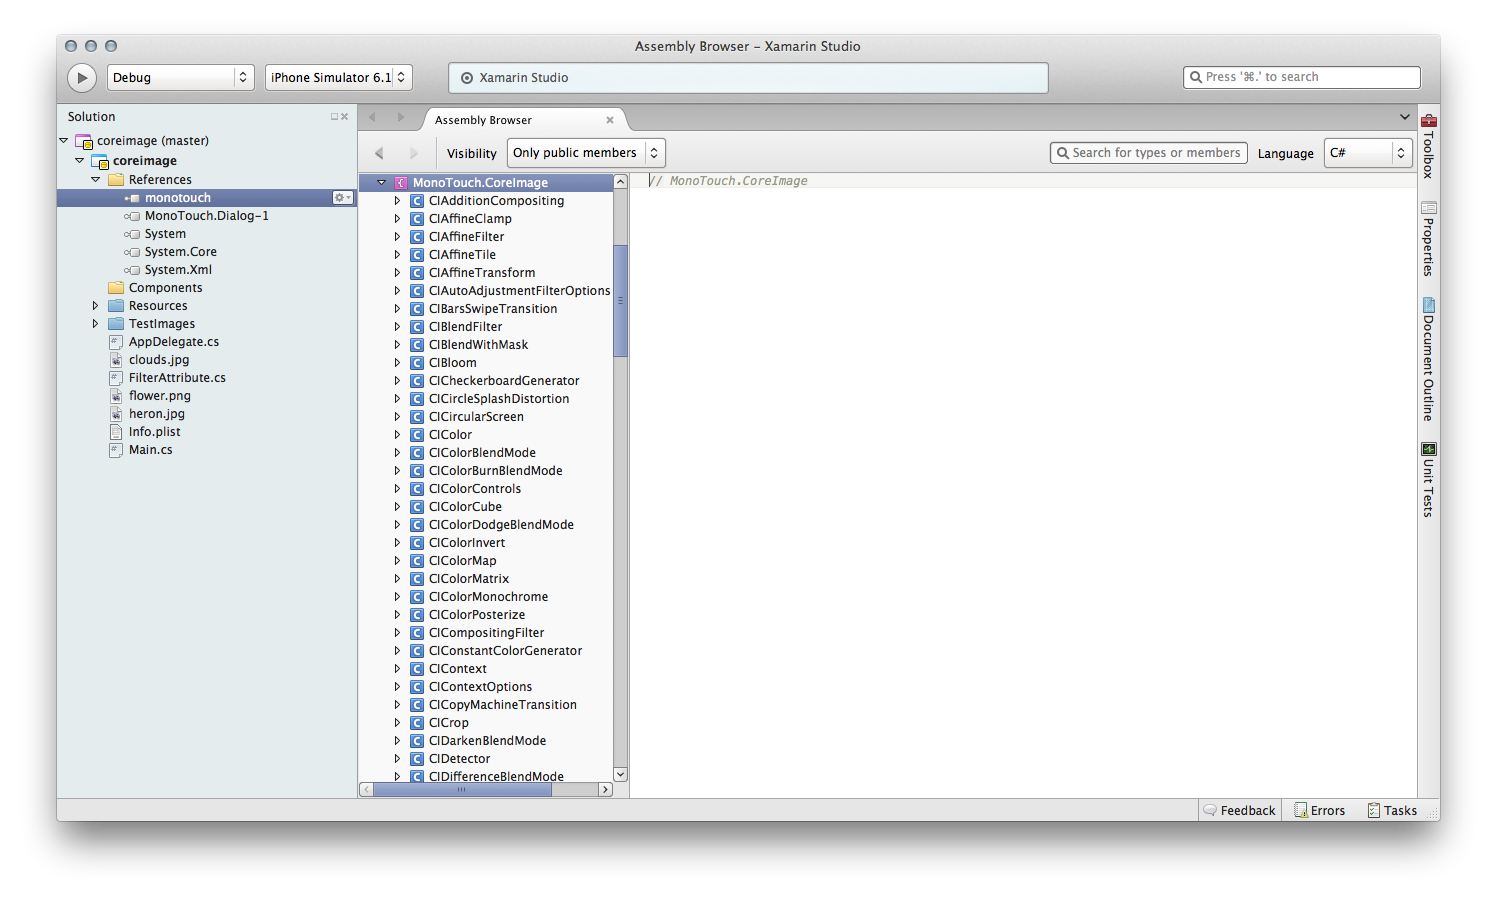 Assembly Browser – Xamarin Studio
Debug
iPhone Simulator 6.1
Xamarin Studio
Press '⌘.' to search
Solution
coreimage (master)
coreimage
References
monotouch
MonoTouch.Dialog-1
System
System.Core
System.Xml
Components
Resources
TestImages
AppDelegate.cs
clouds.jpg
FilterAttribute.cs
flower.png
heron.jpg
Info.plist
Main.cs
Assembly Browser
Visibility
Only public members
Search for types or members
Language
C#
MonoTouch.CoreImage
CIAdditionCompositing
CIAffineClamp
CIAffineFilter
CIAffineTile
CIAffineTransform
CIAutoAdjustmentFilterOptions
CIBarsSwipeTransition
CIBlendFilter
CIBlendWithMask
CIBloom
CICheckerboardGenerator
CICircleSplashDistortion
CICircularScreen
CIColor
CIColorBlendMode
CIColorBurnBlendMode
CIColorControls
CIColorCube
CIColorDodgeBlendMode
CIColorInvert
CIColorMap
CIColorMatrix
CIColorMonochrome
CIColorPosterize
CICompositingFilter
CIConstantColorGenerator
CIContext
CIContextOptions
CICopyMachineTransition
CICrop
CIDarkenBlendMode
CIDetector
CIDifferenceBlendMode
// MonoTouch.CoreImage
Toolbox
Properties
Document Outline
Unit Tests
Feedback
Errors
Tasks